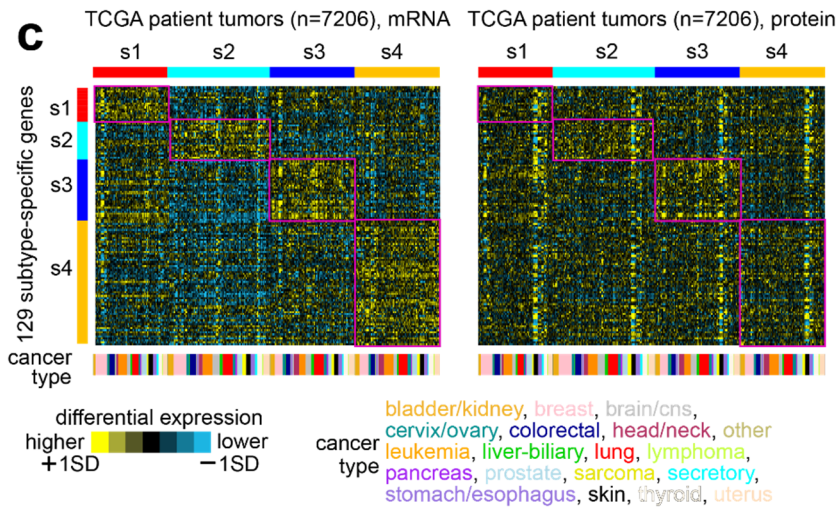 c
TCGA patient tumors (n=7206), mRNA
s1 s2 s3 s4
129 subtype-specific genes
s1
s2
s3
s4
TCGA patient tumors (n=7206), protein
s1 s2 s3 s4
cancer
type
differential expression
higher lower
+1SD −1SD
cancer
type
bladder/kidney, breast, brain/cns,
cervix/ovary, colorectal, head/neck, other
leukemia, liver-biliary, lung, lymphoma,
pancreas, prostate, sarcoma, secretory,
stomach/esophagus, skin, thyroid, uterus